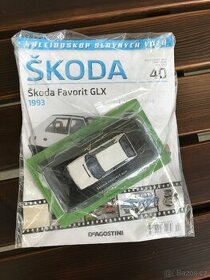 KALEIDOSKOP SLAVNÝCH VOZŮ
ŠKODA
40
Škoda Favorit GLX
1993
DEAGOSTINI